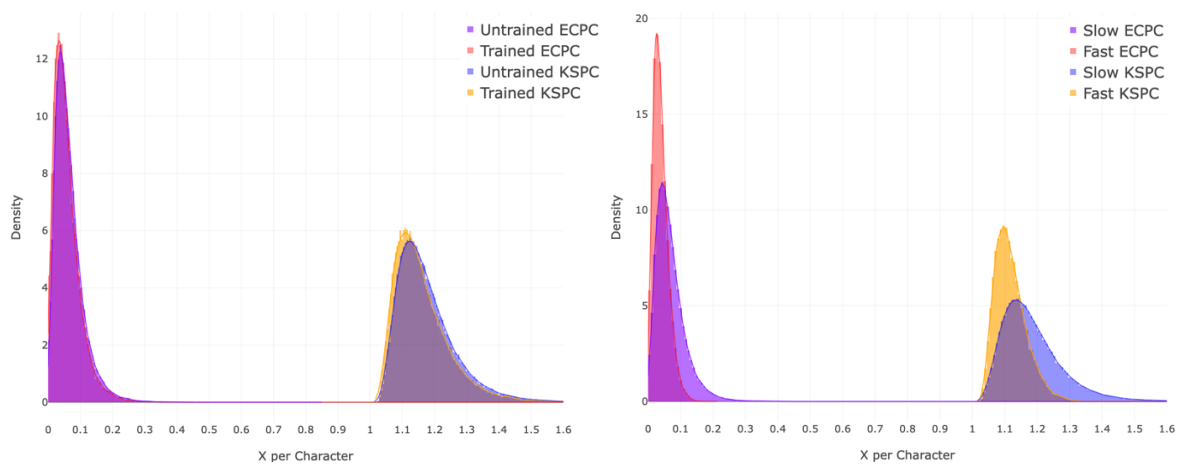 Untrained ECPC
Trained ECPC
Untrained KSPC
Trained KSPC
12
10
8
6
4
2
0
Density
0 0.1 0.2 0.3 0.4 0.5 0.6 0.7 0.8 0.9 1 1.1 1.2 1.3 1.4 1.5 1.6
X per Character
Slow ECPC
Fast ECPC
Slow KSPC
Fast KSPC
20
15
10
5
0
Density
0 0.1 0.2 0.3 0.4 0.5 0.6 0.7 0.8 0.9 1 1.1 1.2 1.3 1.4 1.5 1.6
X per Character